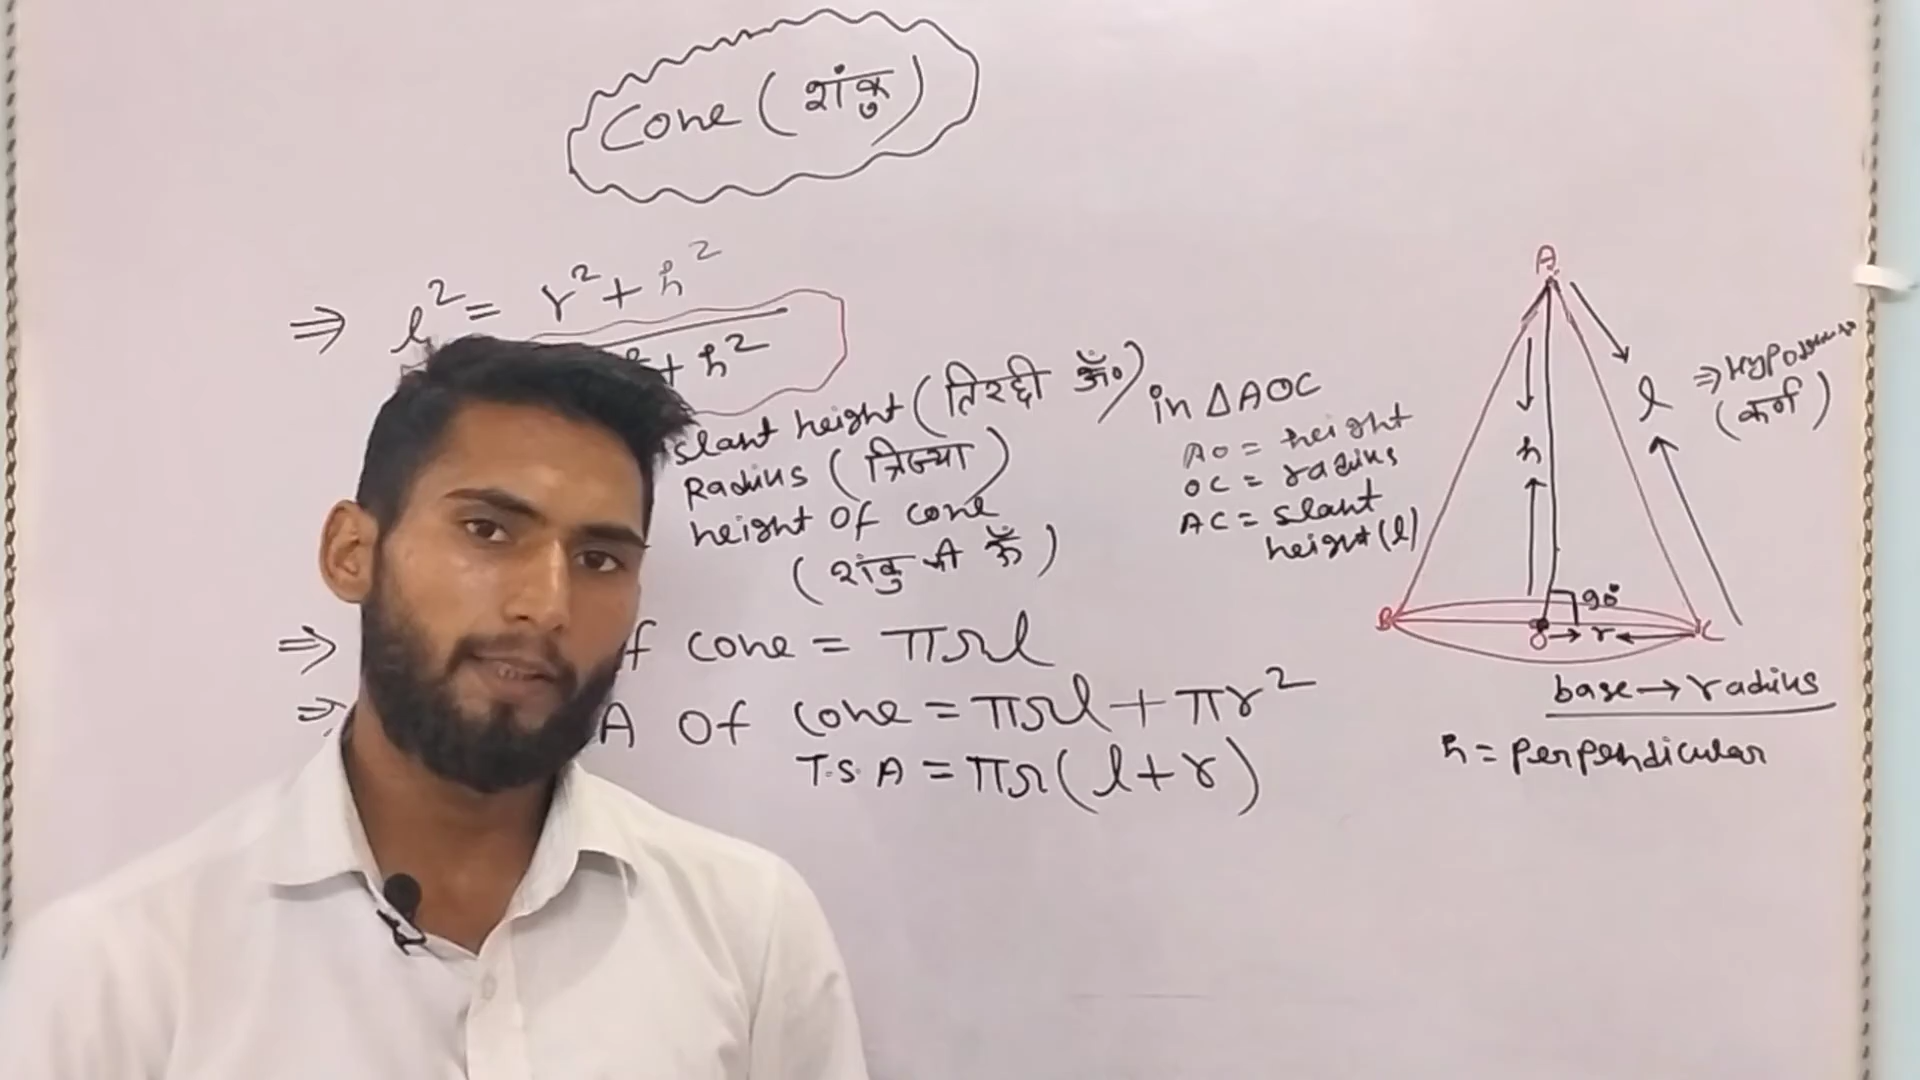 Cone (शंकु)
⇒ l² = r² + h²
+ h²
slant height (तिरछी ऊँ०)
Radius (त्रिज्या)
height of cone
(शंकु की ऊँ)
⇒ f cone = πrl
⇒ A of cone = πrl + πr²
T.S.A = πr(l+r)
in ΔAOC
AO = height
OC = radius
AC = slant
height(l)
A
h
l
(कर्ण)
90°
B
O → r ← C
base → radius
h = perpendicular